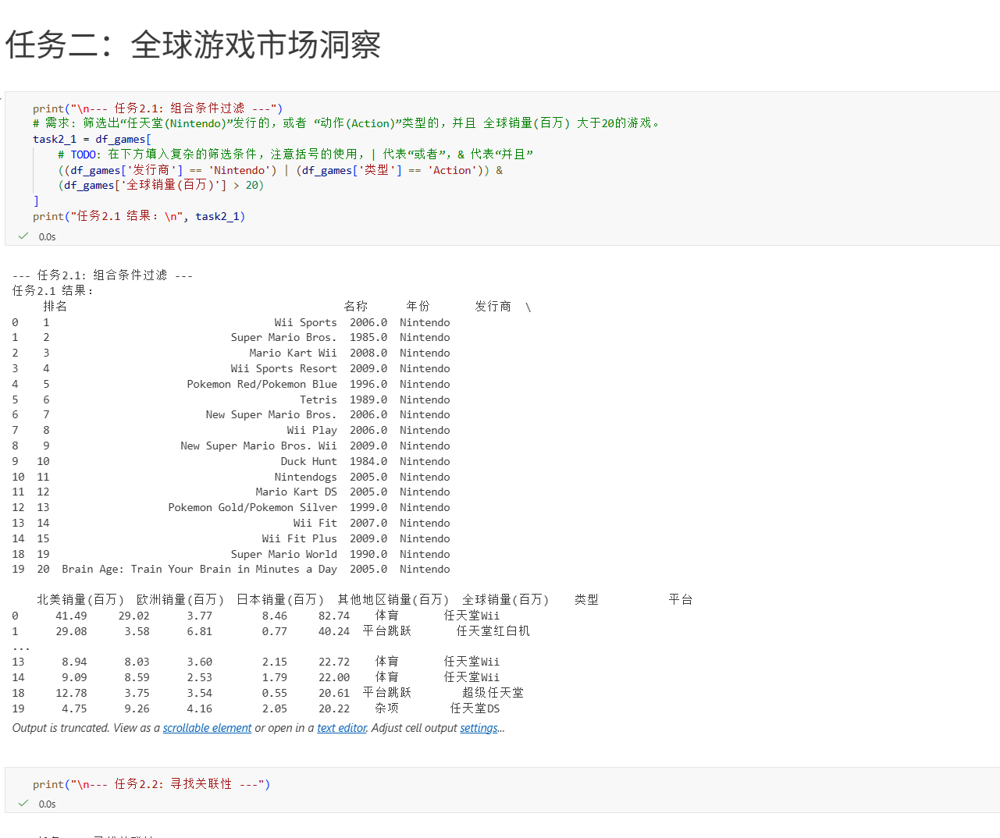 任务二：全球游戏市场洞察
print("\n--- 任务2.1: 组合条件过滤 ---")
# 需求: 筛选出“任天堂(Nintendo)”发行的，或者 “动作(Action)”类型的，并且 全球销量(百万) 大于20的游戏。
task2_1 = df_games[
# TODO: 在下方填入复杂的筛选条件，注意括号的使用，| 代表“或者”，& 代表“并且”
((df_games['发行商'] == 'Nintendo') | (df_games['类型'] == 'Action')) &
(df_games['全球销量(百万)'] > 20)
]
print("任务2.1 结果：\n", task2_1)
0.0s
--- 任务2.1: 组合条件过滤 ---
任务2.1 结果：
排名 名称 年份 发行商 \
0 1 Wii Sports 2006.0 Nintendo
1 2 Super Mario Bros. 1985.0 Nintendo
2 3 Mario Kart Wii 2008.0 Nintendo
3 4 Wii Sports Resort 2009.0 Nintendo
4 5 Pokemon Red/Pokemon Blue 1996.0 Nintendo
5 6 Tetris 1989.0 Nintendo
6 7 New Super Mario Bros. 2006.0 Nintendo
7 8 Wii Play 2006.0 Nintendo
8 9 New Super Mario Bros. Wii 2009.0 Nintendo
9 10 Duck Hunt 1984.0 Nintendo
10 11 Nintendogs 2005.0 Nintendo
11 12 Mario Kart DS 2005.0 Nintendo
12 13 Pokemon Gold/Pokemon Silver 1999.0 Nintendo
13 14 Wii Fit 2007.0 Nintendo
14 15 Wii Fit Plus 2009.0 Nintendo
18 19 Super Mario World 1990.0 Nintendo
19 20 Brain Age: Train Your Brain in Minutes a Day 2005.0 Nintendo
北美销量(百万) 欧洲销量(百万) 日本销量(百万) 其他地区销量(百万) 全球销量(百万) 类型 平台
0 41.49 29.02 3.77 8.46 82.74 体育 任天堂Wii
1 29.08 3.58 6.81 0.77 40.24 平台跳跃 任天堂红白机
...
13 8.94 8.03 3.60 2.15 22.72 体育 任天堂Wii
14 9.09 8.59 2.53 1.79 22.00 体育 任天堂Wii
18 12.78 3.75 3.54 0.55 20.61 平台跳跃 超级任天堂
19 4.75 9.26 4.16 2.05 20.22 杂项 任天堂DS
Output is truncated. View as a scrollable element or open in a text editor. Adjust cell output settings...
print("\n--- 任务2.2: 寻找关联性 ---")
0.0s